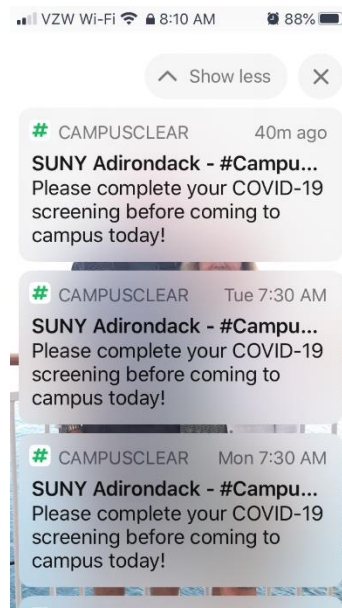 VZW Wi-Fi 8:10 AM 88%
Show less
# CAMPUSCLEAR 40m ago
SUNY Adirondack - #Campu...
Please complete your COVID-19
screening before coming to
campus today!
# CAMPUSCLEAR Tue 7:30 AM
SUNY Adirondack - #Campu...
Please complete your COVID-19
screening before coming to
campus today!
# CAMPUSCLEAR Mon 7:30 AM
SUNY Adirondack - #Campu...
Please complete your COVID-19
screening before coming to
campus today!